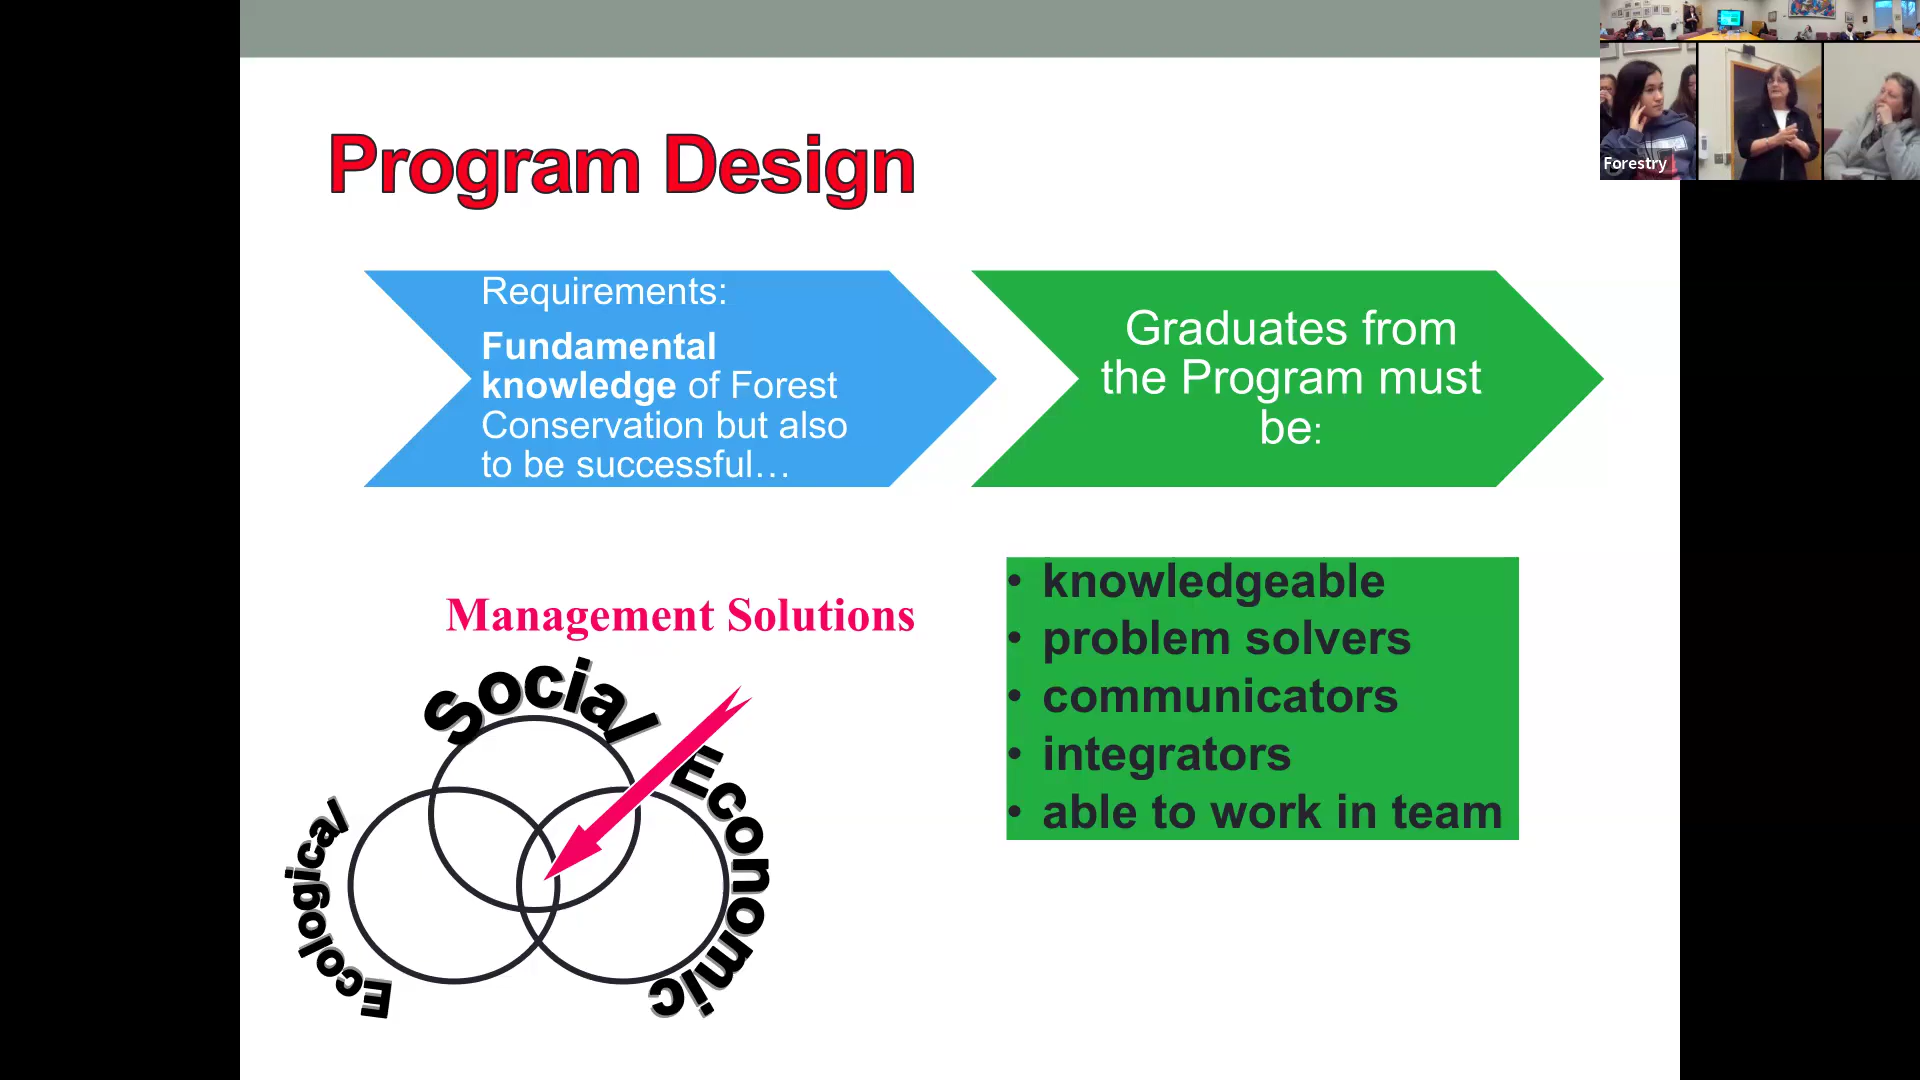 Program Design
Forestry
Requirements:
Fundamental
knowledge of Forest
Conservation but also
to be successful…
Graduates from
the Program must
be:
Management Solutions
Social
Economic
Ecological
• knowledgeable
• problem solvers
• communicators
• integrators
• able to work in team